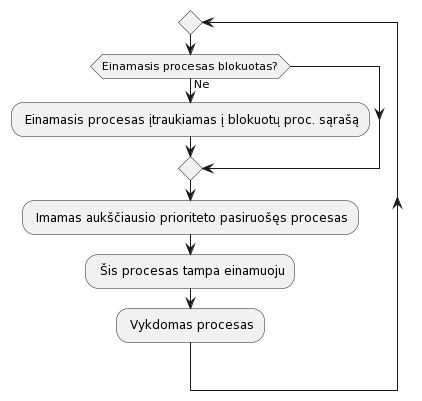 Einamasis procesas blokuotas?
Ne
Einamasis procesas įtraukiamas į blokuotų proc. sąrašą
Imamas aukščiausio prioriteto pasiruošęs procesas
Šis procesas tampa einamuoju
Vykdomas procesas